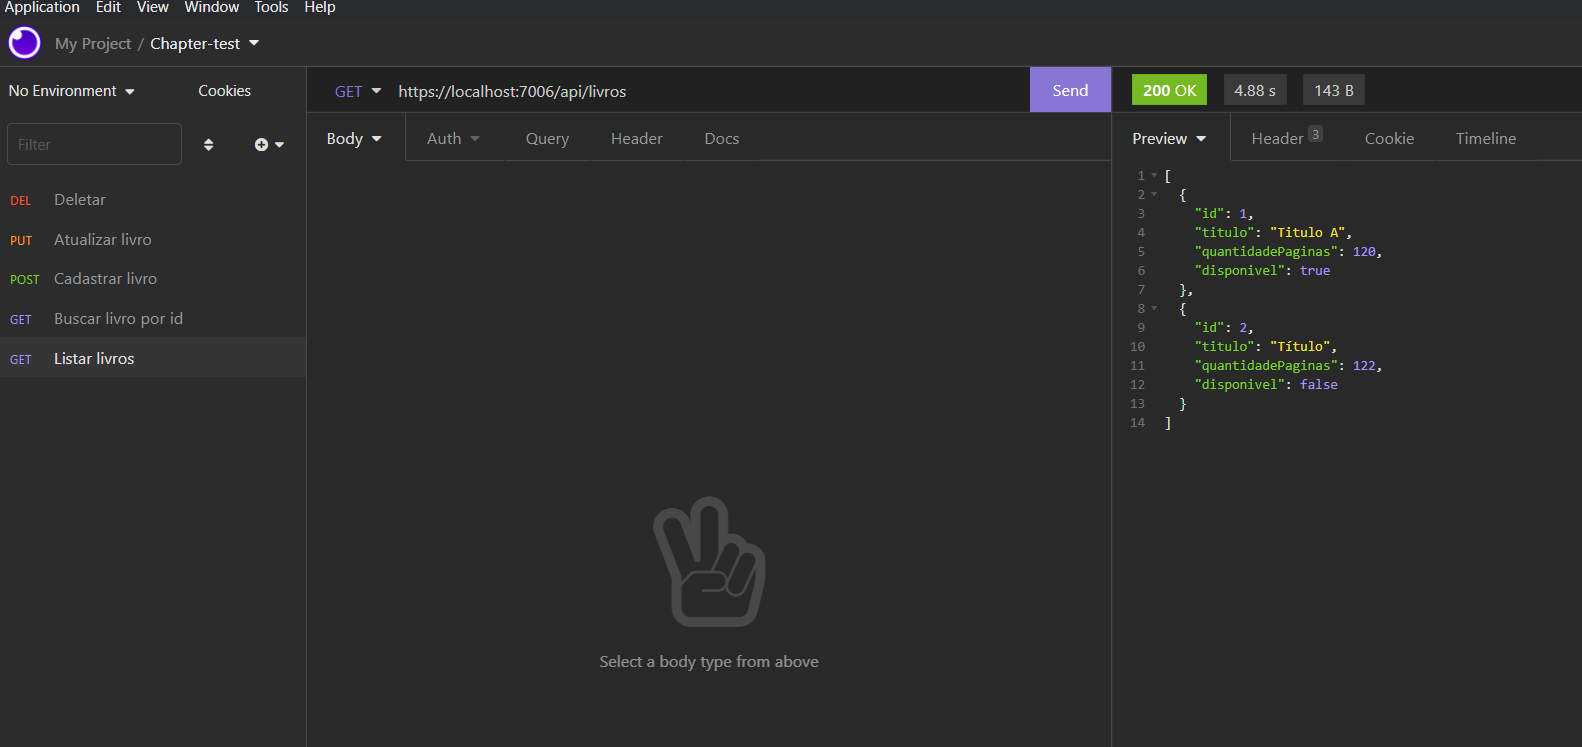 Application Edit View Window Tools Help
My Project / Chapter-test
No Environment Cookies
GET https://localhost:7006/api/livros Send
200 OK 4.88 s 143 B
Filter
Body Auth Query Header Docs
Preview Header 3 Cookie Timeline
DEL Deletar
PUT Atualizar livro
POST Cadastrar livro
GET Buscar livro por id
GET Listar livros
Select a body type from above
1 [
2 {
3 "id": 1,
4 "titulo": "Titulo A",
5 "quantidadePaginas": 120,
6 "disponivel": true
7 },
8 {
9 "id": 2,
10 "titulo": "Título",
11 "quantidadePaginas": 122,
12 "disponivel": false
13 }
14 ]